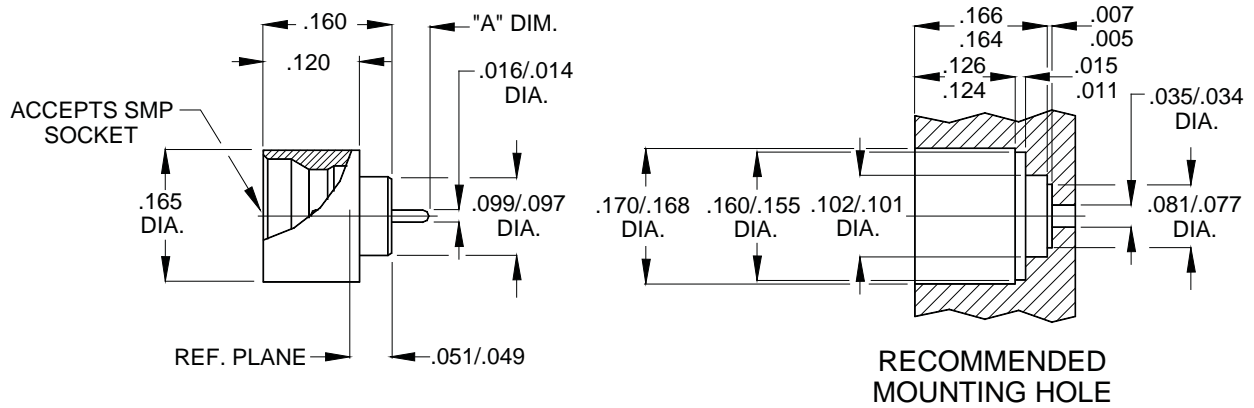 .160
"A" DIM.
.120
.016/.014
DIA.
ACCEPTS SMP
SOCKET
.165
DIA.
.099/.097
DIA.
REF. PLANE
.051/.049
.166
.164
.007
.005
.126
.124
.015
.011
.035/.034
DIA.
.170/.168
DIA.
.160/.155
DIA.
.102/.101
DIA.
.081/.077
DIA.
RECOMMENDED
MOUNTING HOLE